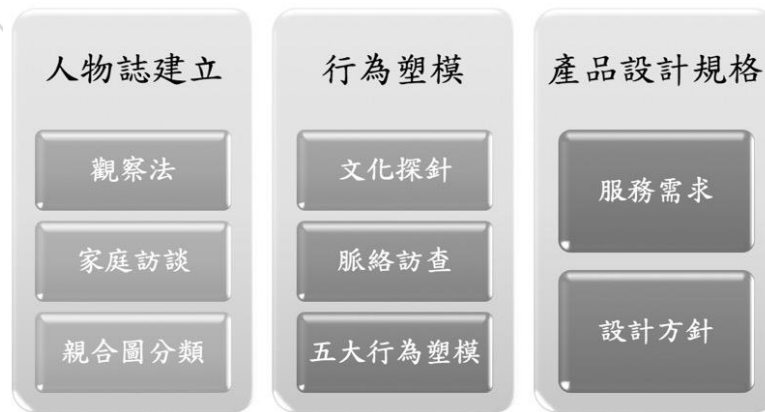 人物誌建立
觀察法
家庭訪談
親合圖分類
行為塑模
文化探針
脈絡訪查
五大行為塑模
產品設計規格
服務需求
設計方針